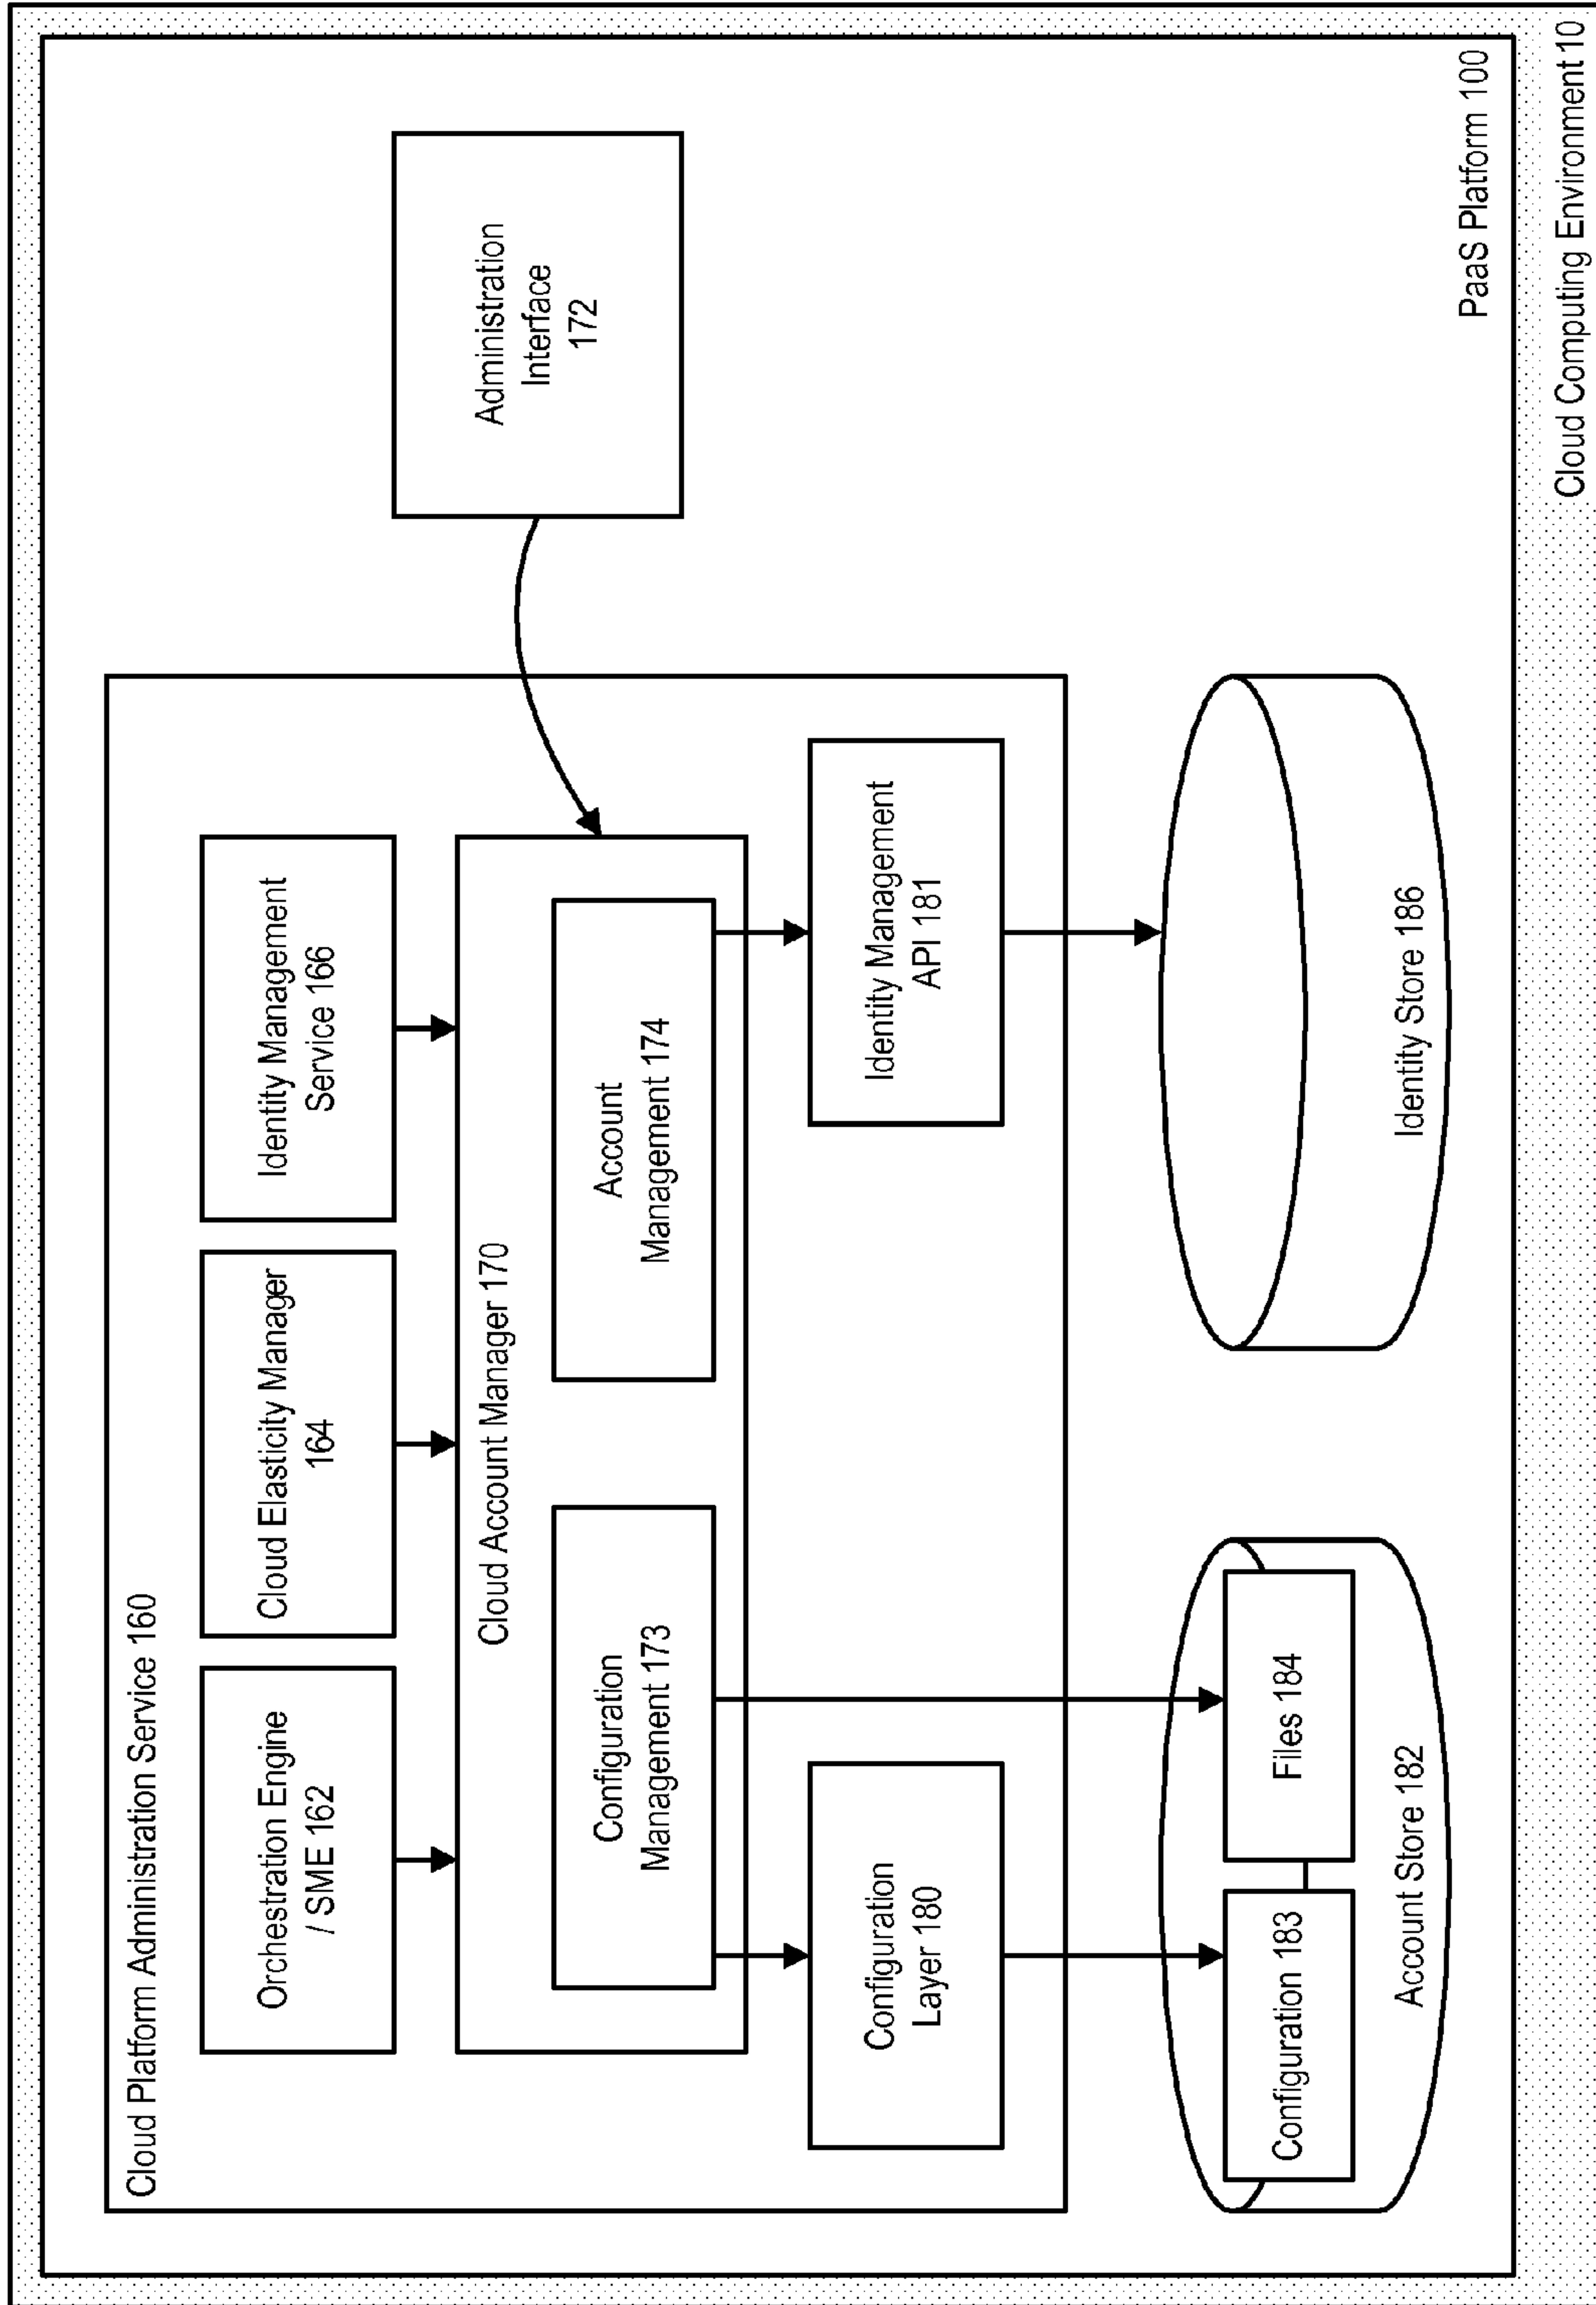 Cloud Platform Administration Service 160
Orchestration Engine
/ SME 162
Cloud Elasticity Manager
164
Identity Management
Service 166
Cloud Account Manager 170
Configuration
Management 173
Account
Management 174
Administration
Interface
172
Configuration
Layer 180
Identity Management
API 181
Configuration 183
Files 184
Account Store 182
Identity Store 186
PaaS Platform 100
Cloud Computing Environment 10